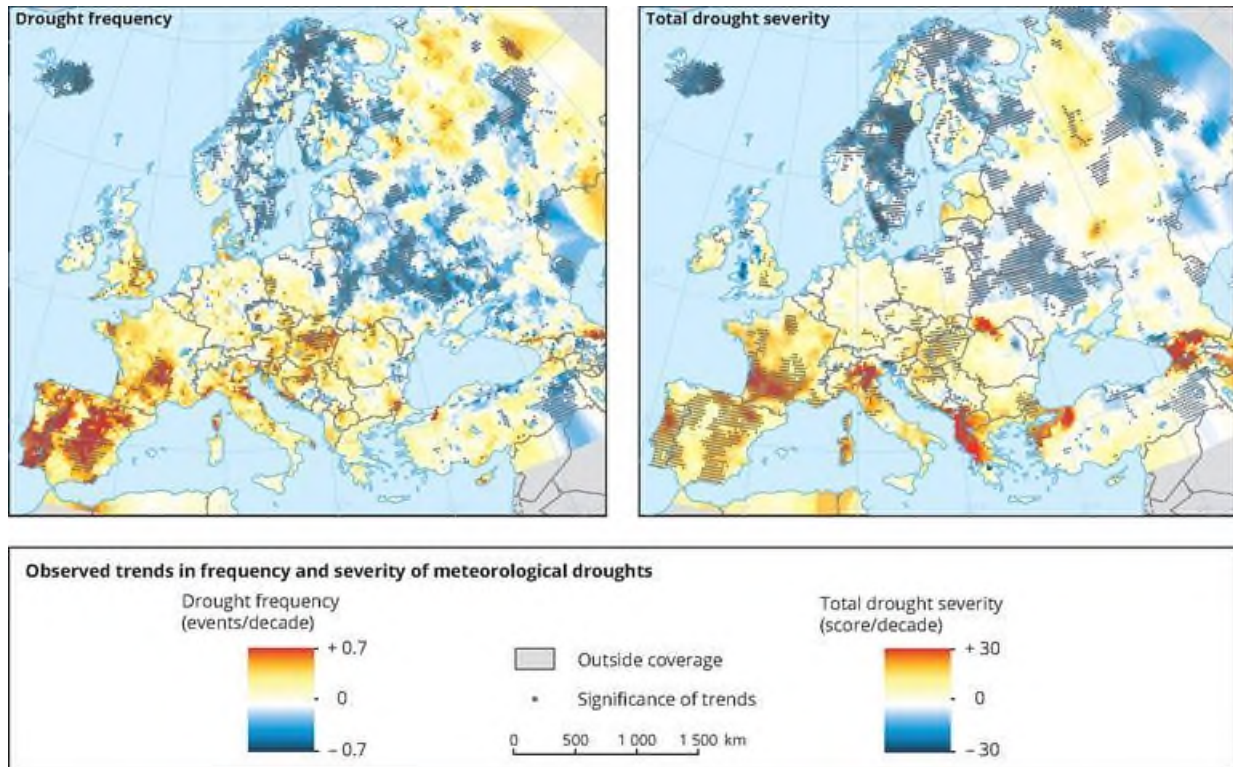 Drought frequency
Total drought severity
Observed trends in frequency and severity of meteorological droughts
Drought frequency
(events/decade)
+ 0.7
0
− 0.7
Outside coverage
Significance of trends
0 500 1 000 1 500 km
Total drought severity
(score/decade)
+ 30
0
− 30